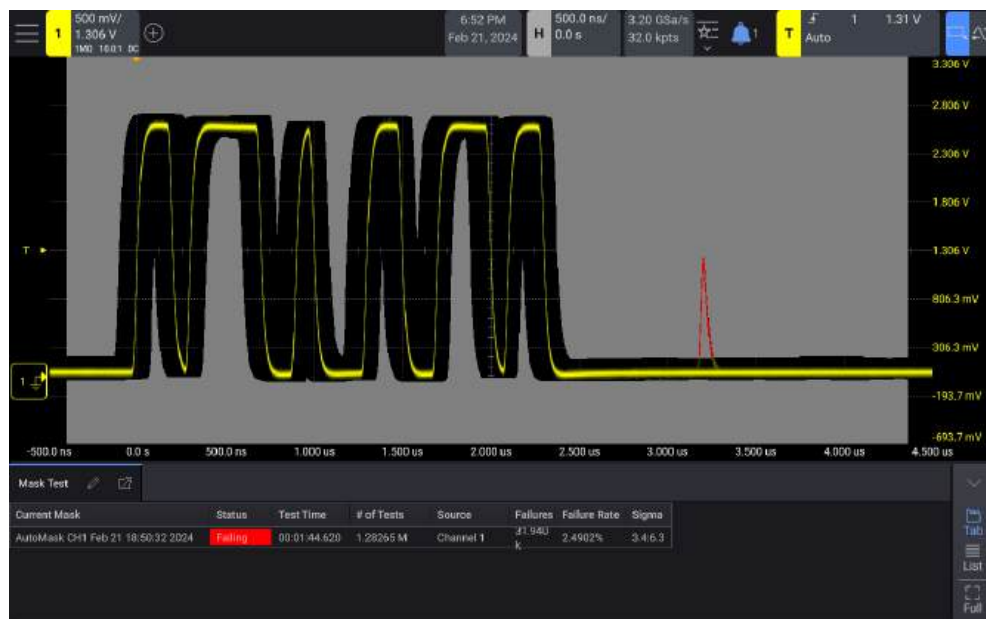 500 mV/
1 1.306 V
1MΩ 10.0:1 DC
6:52 PM
Feb 21, 2024
H 500.0 ns/
0.0 s
3.20 GSa/s
32.0 kpts
1
T 1 1.31 V
Auto
3.306 V
2.806 V
2.306 V
1.806 V
T 1.306 V
806.3 mV
306.3 mV
1
-193.7 mV
-693.7 mV
-500.0 ns 0.0 s 500.0 ns 1.000 us 1.500 us 2.000 us 2.500 us 3.000 us 3.500 us 4.000 us 4.500 us
Mask Test
Current Mask Status Test Time # of Tests Source Failures Failure Rate Sigma
AutoMask CH1 Feb 21 18:50:32 2024 Failing 00:01:44.620 1.28265 M Channel 1 31.940 k 2.4902% 3.4:6.3
Tab
List
Full